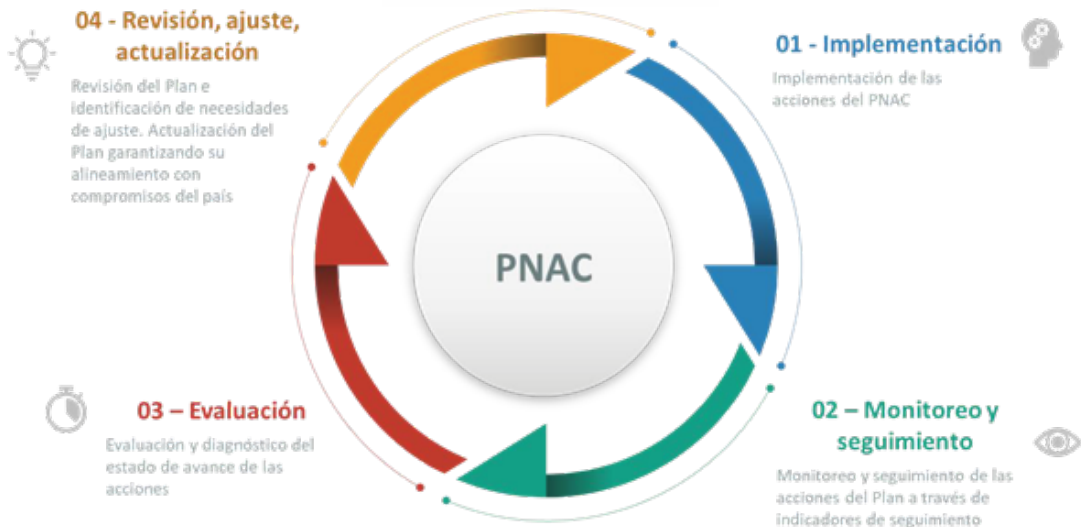 04 - Revisión, ajuste,
actualización
Revisión del Plan e
identificación de necesidades
de ajuste. Actualización del
Plan garantizando su
alineamiento con
compromisos del país
01 - Implementación
Implementación de las
acciones del PNAC
PNAC
03 – Evaluación
Evaluación y diagnóstico del
estado de avance de las
acciones
02 – Monitoreo y
seguimiento
Monitoreo y seguimiento de las
acciones del Plan a través de
indicadores de seguimiento